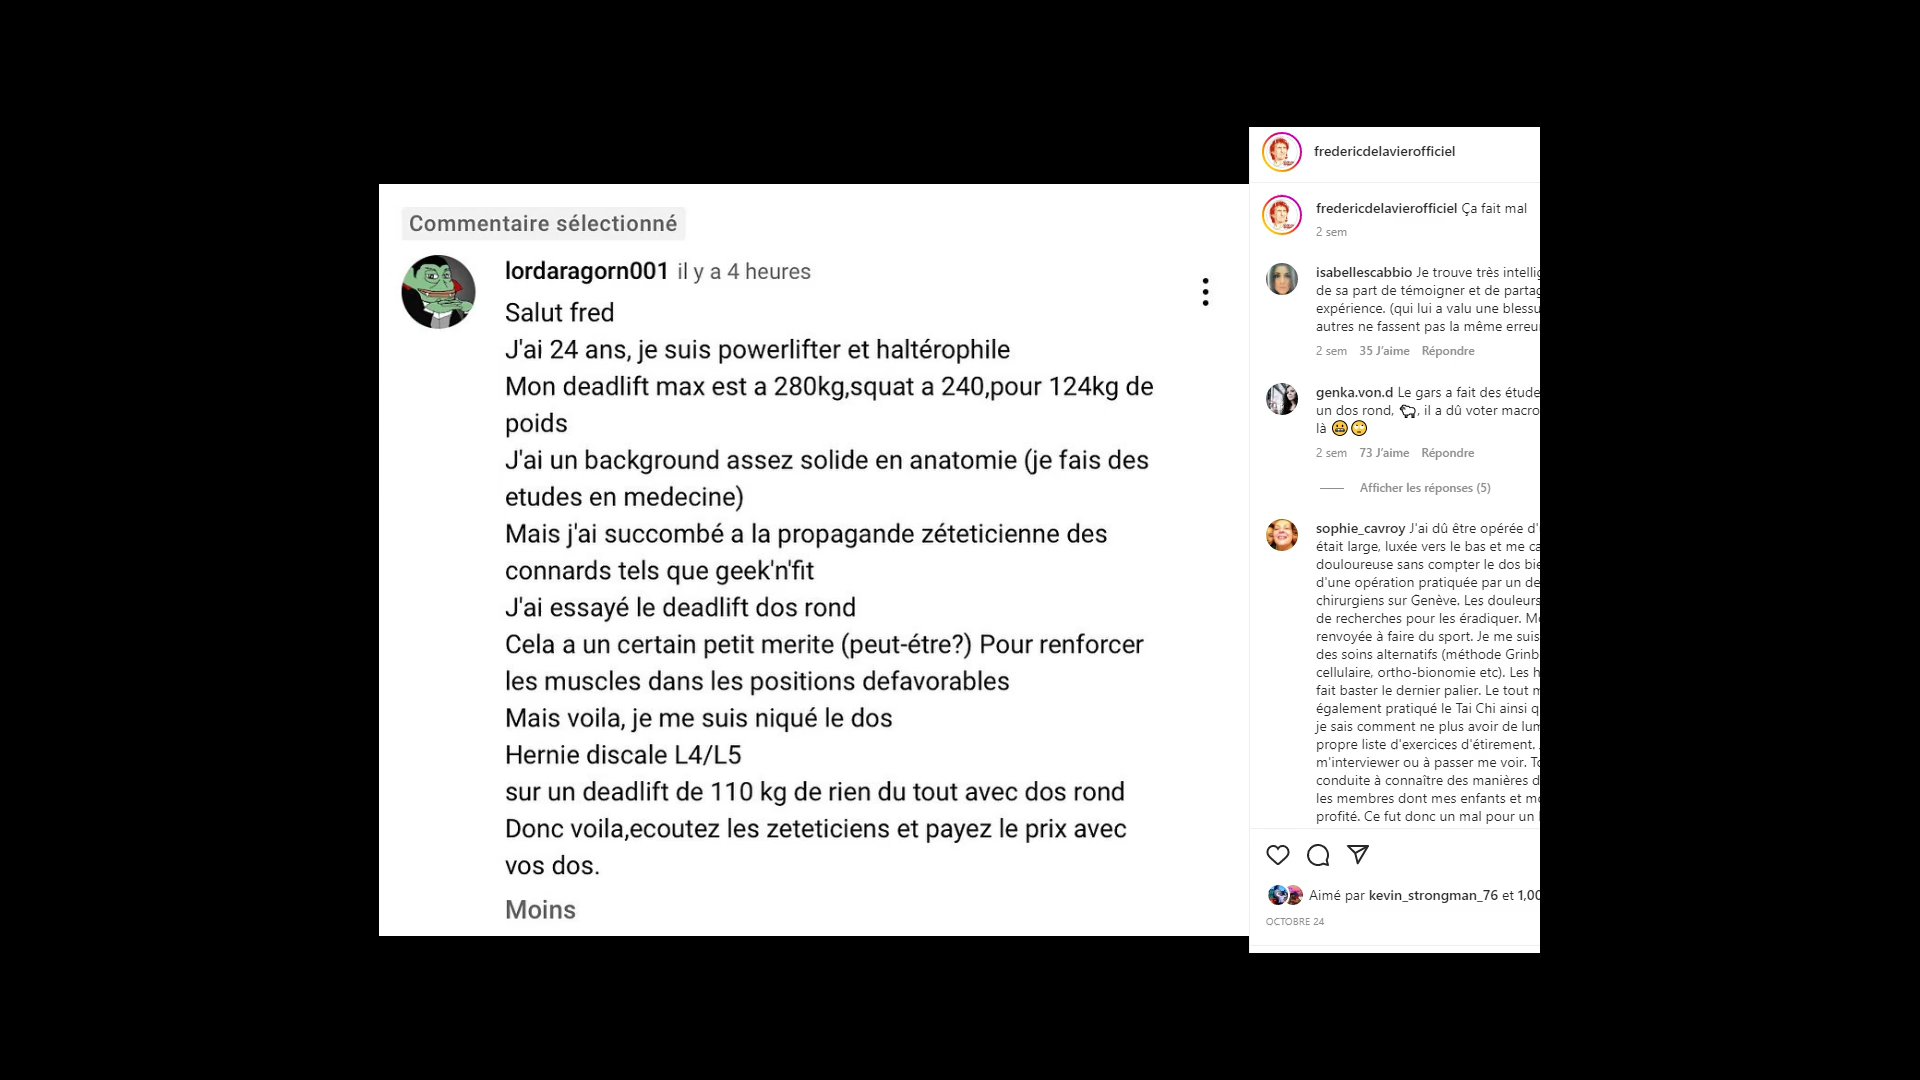 Commentaire sélectionné
lordaragorn001 il y a 4 heures
Salut fred
J'ai 24 ans, je suis powerlifter et haltérophile
Mon deadlift max est a 280kg,squat a 240,pour 124kg de
poids
J'ai un background assez solide en anatomie (je fais des
etudes en medecine)
Mais j'ai succombé a la propagande zéteticienne des
connards tels que geek'n'fit
J'ai essayé le deadlift dos rond
Cela a un certain petit merite (peut-étre?) Pour renforcer
les muscles dans les positions defavorables
Mais voila, je me suis niqué le dos
Hernie discale L4/L5
sur un deadlift de 110 kg de rien du tout avec dos rond
Donc voila,ecoutez les zeteticiens et payez le prix avec
vos dos.
Moins
fredericdelavierofficiel
fredericdelavierofficiel Ça fait mal
2 sem
isabellescabbio Je trouve très intellig
de sa part de témoigner et de partag
expérience. (qui lui a valu une blessu
autres ne fassent pas la même erreu
2 sem 35 J'aime Répondre
genka.von.d Le gars a fait des étude
un dos rond, 🐑, il a dû voter macro
là 😬🙄
2 sem 73 J'aime Répondre
Afficher les réponses (5)
sophie_cavroy J'ai dû être opérée d'
était large, luxée vers le bas et me ca
douloureuse sans compter le dos bie
d'une opération pratiquée par un de
chirurgiens sur Genève. Les douleurs
de recherches pour les éradiquer. M
renvoyée à faire du sport. Je me suis
des soins alternatifs (méthode Grinb
cellulaire, ortho-bionomie etc). Les h
fait baster le dernier palier. Le tout m
également pratiqué le Tai Chi ainsi q
je sais comment ne plus avoir de lum
propre liste d'exercices d'étirement.
m'interviewer ou à passer me voir. To
conduite à connaître des manières d
les membres dont mes enfants et m
profité. Ce fut donc un mal pour un
Aimé par kevin_strongman_76 et 1,00
OCTOBRE 24